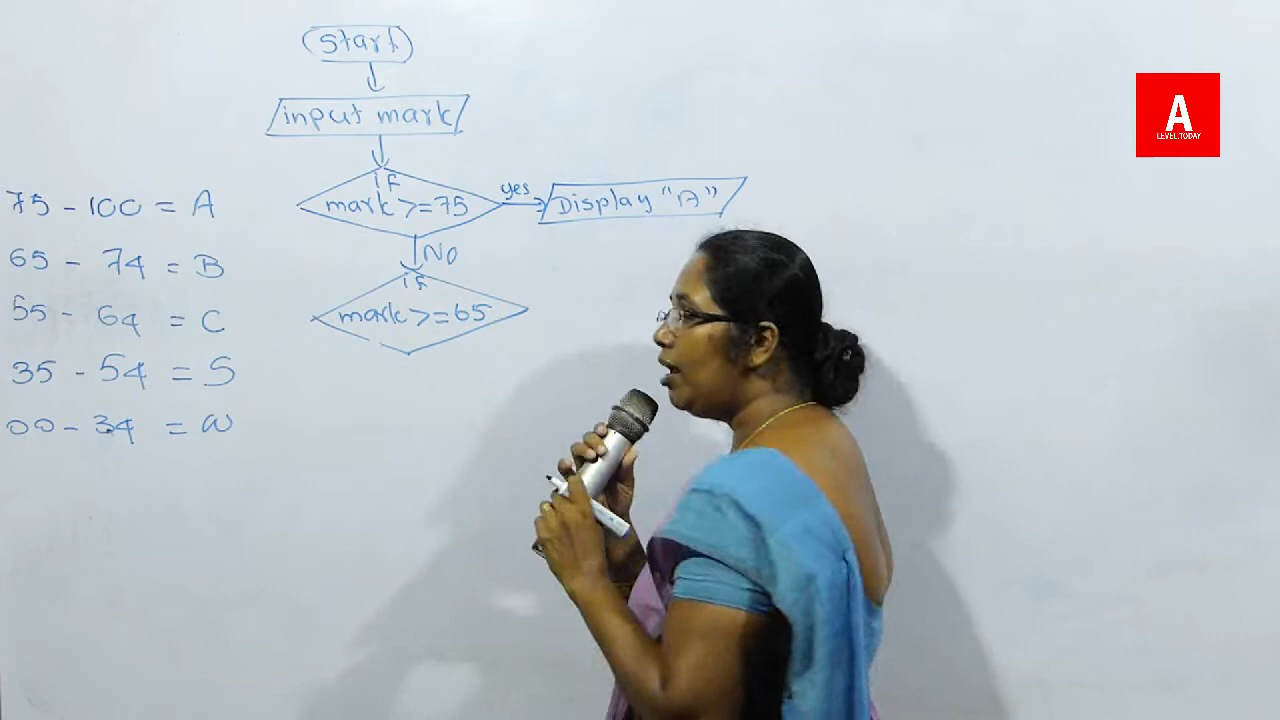 Start
input mark
if
mark >= 75
yes
Display "A"
No
if
mark >= 65
75 - 100 = A
65 - 74 = B
55 - 64 = C
35 - 54 = S
00 - 34 = W
A
LEVEL.TODAY